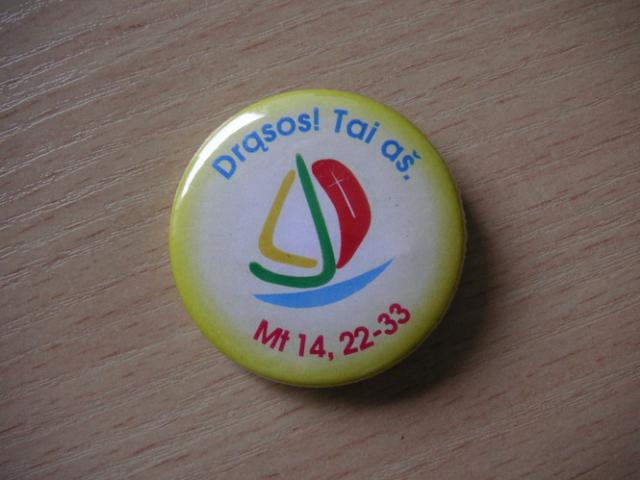 Drąsos! Tai aš.
Mt 14, 22-33